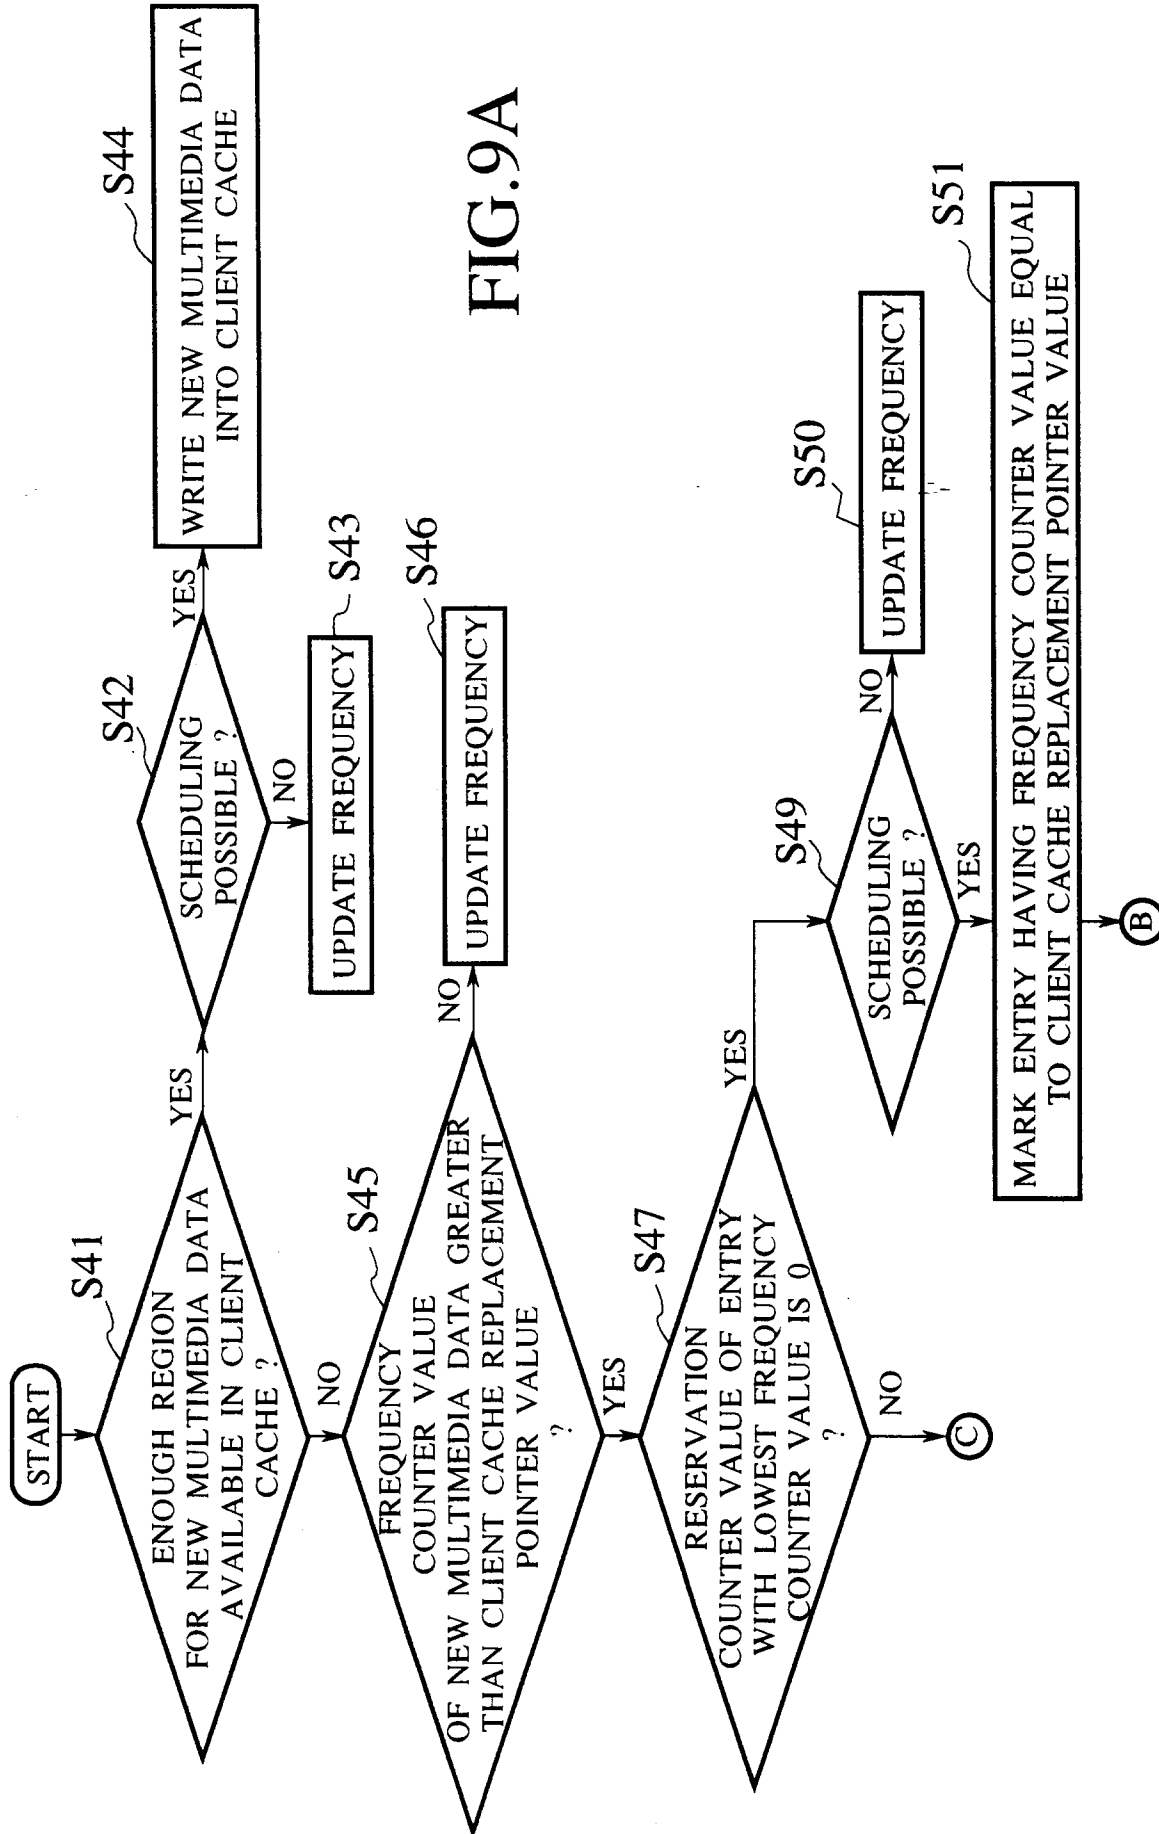 START
S41
ENOUGH REGION
FOR NEW MULTIMEDIA DATA
AVAILABLE IN CLIENT
CACHE ?
YES
NO
S42
SCHEDULING
POSSIBLE ?
YES
NO
S44
WRITE NEW MULTIMEDIA DATA
INTO CLIENT CACHE
S43
UPDATE FREQUENCY
S45
FREQUENCY
COUNTER VALUE
OF NEW MULTIMEDIA DATA GREATER
THAN CLIENT CACHE REPLACEMENT
POINTER VALUE
?
NO
YES
S46
UPDATE FREQUENCY
FIG.9A
S47
RESERVATION
COUNTER VALUE OF ENTRY
WITH LOWEST FREQUENCY
COUNTER VALUE IS 0
?
YES
NO
C
S49
SCHEDULING
POSSIBLE ?
NO
YES
S50
UPDATE FREQUENCY
S51
MARK ENTRY HAVING FREQUENCY COUNTER VALUE EQUAL
TO CLIENT CACHE REPLACEMENT POINTER VALUE
B